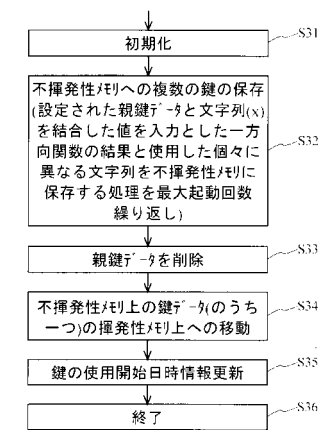 初期化
S31
不揮発性ﾒﾓﾘへの複数の鍵の保存
(設定された親鍵ﾃﾞｰﾀと文字列(x)
を結合した値を入力とした一方
向関数の結果と使用した個々に
異なる文字列を不揮発性ﾒﾓﾘに
保存する処理を最大起動回数
繰り返し)
S32
親鍵ﾃﾞｰﾀを削除
S33
不揮発性ﾒﾓﾘ上の鍵ﾃﾞｰﾀ(のうち
一つ)の揮発性ﾒﾓﾘ上への移動
S34
鍵の使用開始日時情報更新
S35
終了
S36